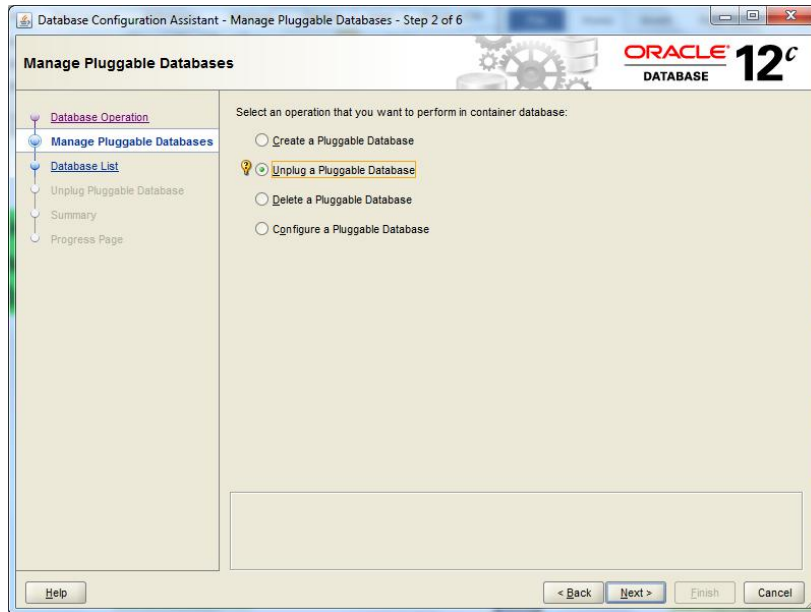 Database Configuration Assistant - Manage Pluggable Databases - Step 2 of 6
Manage Pluggable Databases
ORACLE
DATABASE
12c
Database Operation
Manage Pluggable Databases
Database List
Unplug Pluggable Database
Summary
Progress Page
Select an operation that you want to perform in container database:
Create a Pluggable Database
Unplug a Pluggable Database
Delete a Pluggable Database
Configure a Pluggable Database
Help
< Back
Next >
Finish
Cancel